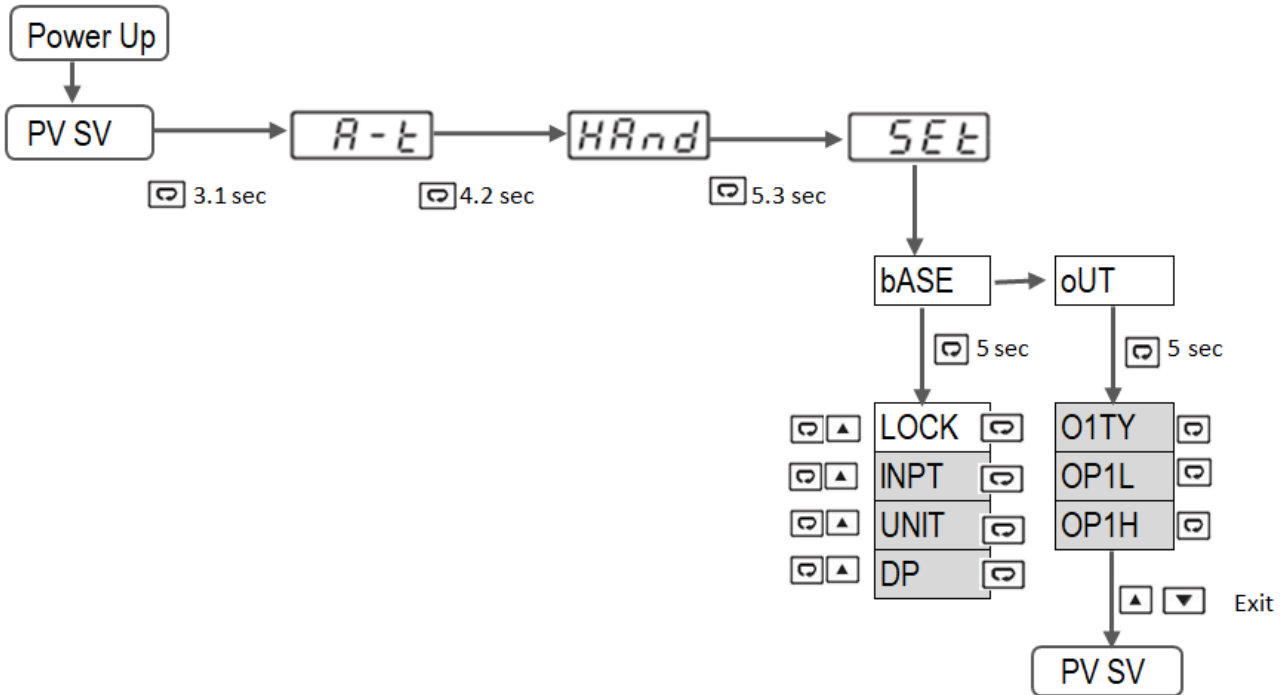 Power Up
PV SV
A-t
HAnd
SEt
3.1 sec
4.2 sec
5.3 sec
bASE
oUT
5 sec
5 sec
LOCK
O1TY
INPT
OP1L
UNIT
OP1H
DP
Exit
PV SV